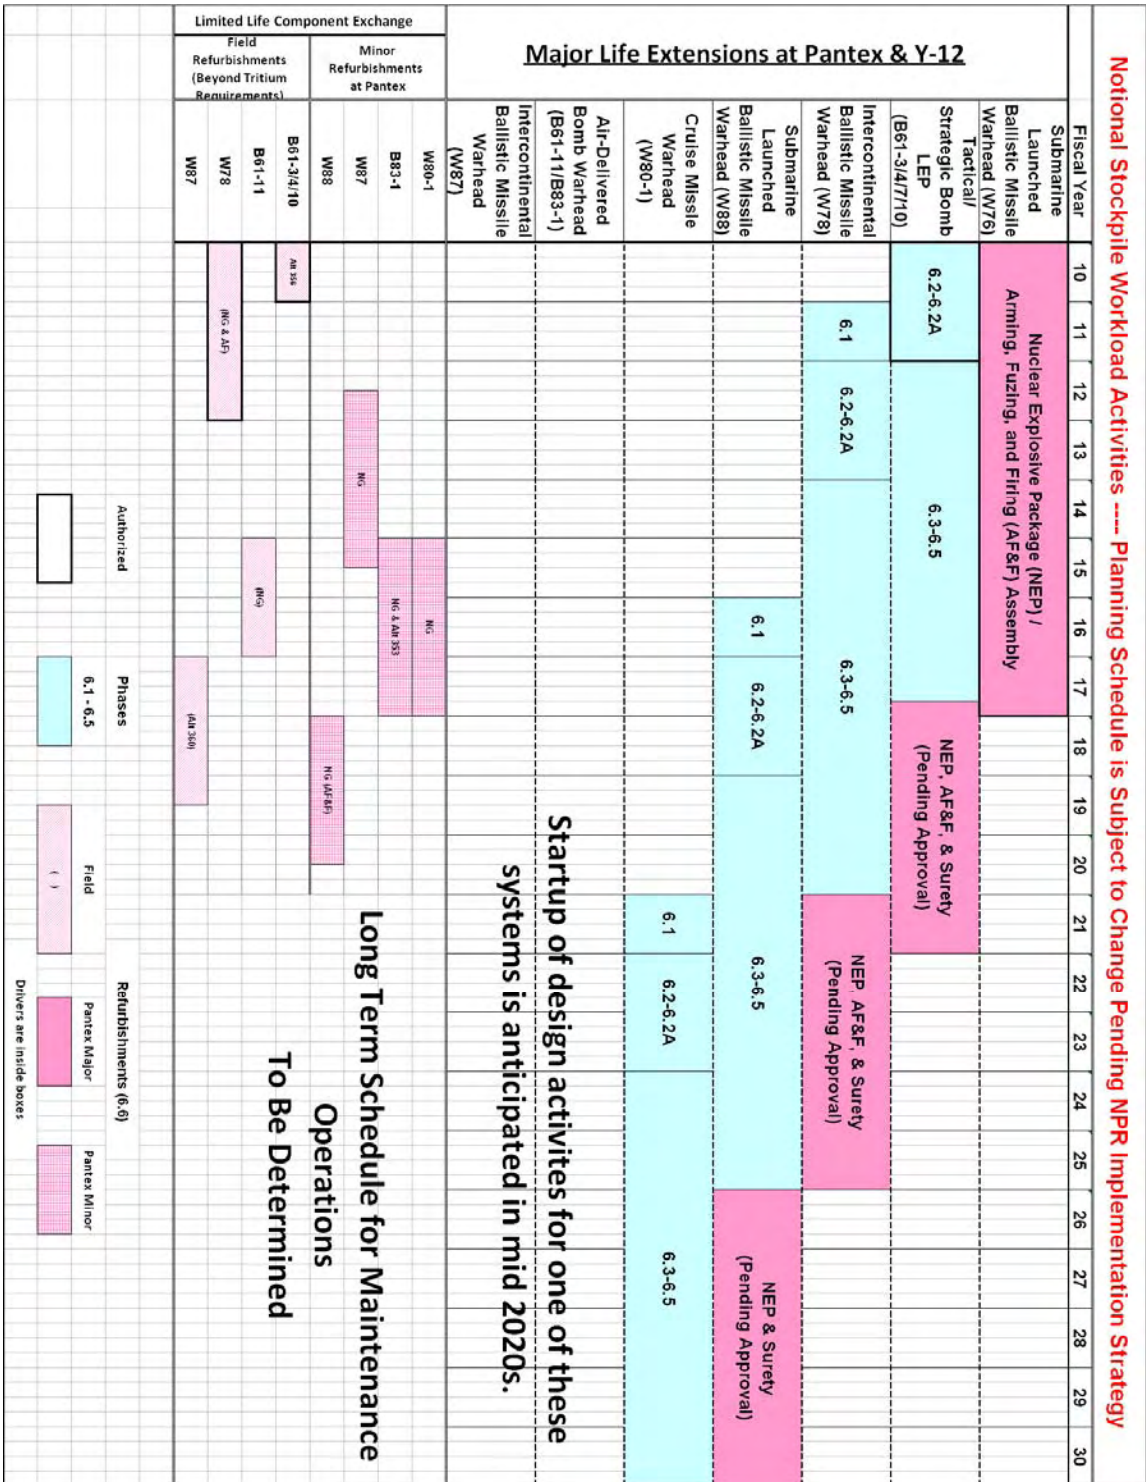 Notional Stockpile Workload Activities ---- Planning Schedule is Subject to Change Pending NPR Implementation Strategy
Fiscal Year
10
11
12
13
14
15
16
17
18
19
20
21
22
23
24
25
26
27
28
29
30
Major Life Extensions at Pantex & Y-12
Submarine
Launched
Ballistic Missile
Warhead (W76)
Nuclear Explosive Package (NEP) /
Arming, Fuzing, and Firing (AF&F) Assembly
Tactical/
Strategic Bomb
LEP
(B61-3/4/7/10)
6.2-6.2A
6.3-6.5
NEP, AF&F, & Surety
(Pending Approval)
Intercontinental
Ballistic Missile
Warhead (W78)
6.1
6.2-6.2A
6.3-6.5
NEP, AF&F, & Surety
(Pending Approval)
Submarine
Launched
Ballistic Missile
Warhead (W88)
6.1
6.2-6.2A
6.3-6.5
NEP & Surety
(Pending Approval)
Cruise Missle
Warhead
(W80-1)
6.1
6.2-6.2A
6.3-6.5
Air-Delivered
Bomb Warhead
(B61-11/B83-1)
Intercontinental
Ballistic Missile
Warhead
(W87)
Startup of design activites for one of these
systems is anticipated in mid 2020s.
Limited Life Component Exchange
Minor
Refurbishments
at Pantex
W80-1
NG
B83-1
NG & Alt 353
W87
NG
W88
NG (AF&F)
Field
Refurbishments
(Beyond Tritium
Requirements)
B61-3/4/10
Alt 356
B61-11
(NG)
W78
(NG & AF)
W87
(Alt 360)
Long Term Schedule for Maintenance
Operations
To Be Determined
Authorized
Phases
6.1 - 6.5
Refurbishments (6.6)
Field
( )
Pantex Major
Pantex Minor
Drivers are inside boxes